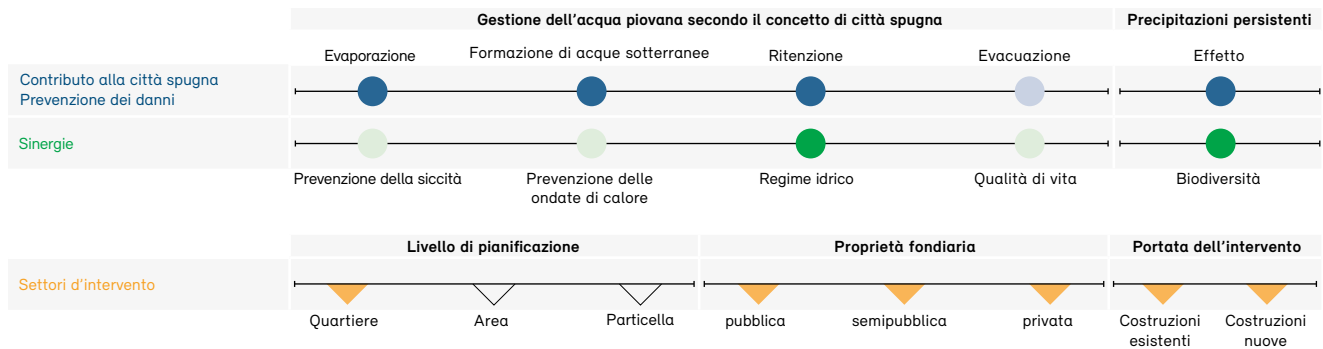 Gestione dell'acqua piovana secondo il concetto di città spugna
Precipitazioni persistenti
Evaporazione
Formazione di acque sotterranee
Ritenzione
Evacuazione
Effetto
Contributo alla città spugna
Prevenzione dei danni
Sinergie
Prevenzione della siccità
Prevenzione delle
ondate di calore
Regime idrico
Qualità di vita
Biodiversità
Livello di pianificazione
Proprietà fondiaria
Portata dell'intervento
Settori d'intervento
Quartiere
Area
Particella
pubblica
semipubblica
privata
Costruzioni
esistenti
Costruzioni
nuove